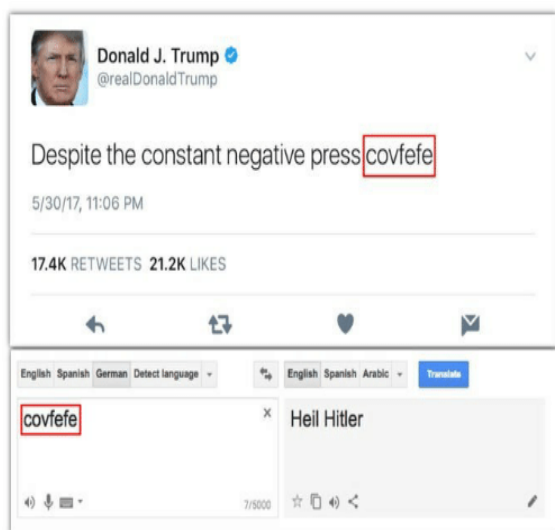 Donald J. Trump
@realDonaldTrump
Despite the constant negative press covfefe
5/30/17, 11:06 PM
17.4K RETWEETS 21.2K LIKES
English Spanish German Detect language English Spanish Arabic Translate
covfefe x Heil Hitler
7/5000